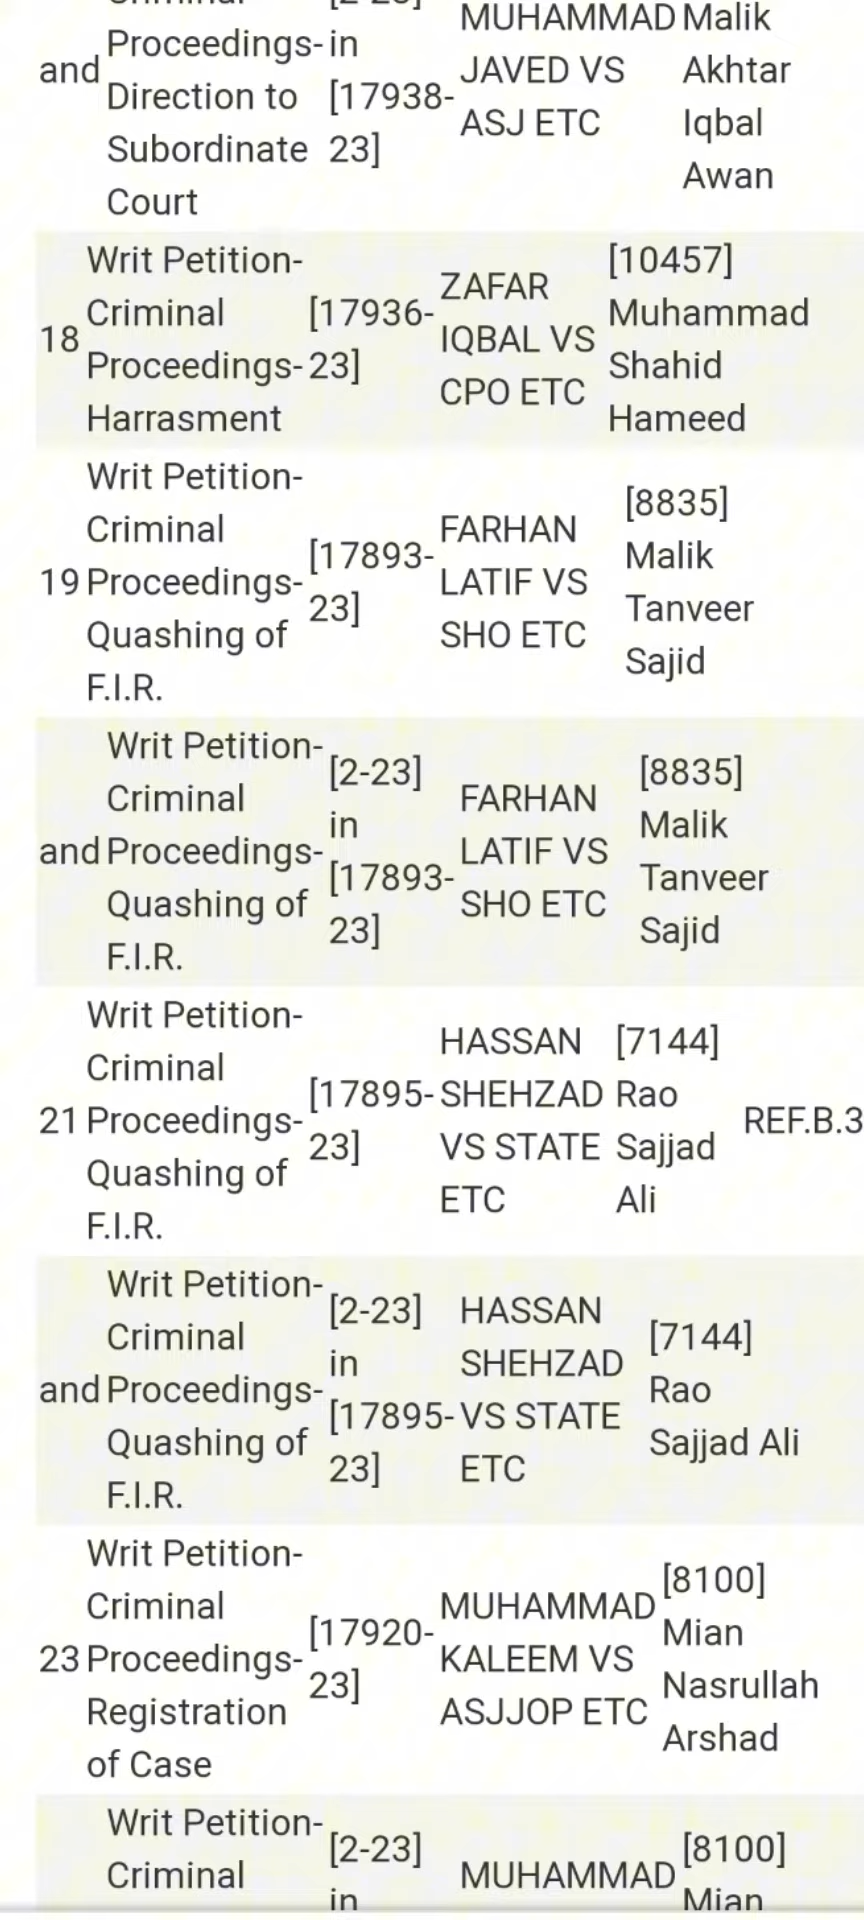 Criminal [2-23] MUHAMMAD Malik
Proceedings- in
and Direction to [17938- JAVED VS Akhtar
Subordinate 23] ASJ ETC Iqbal
Court Awan
Writ Petition- [10457]
Criminal [17936- ZAFAR Muhammad
18 Proceedings- 23] IQBAL VS Shahid
Harrasment CPO ETC Hameed
Writ Petition- [8835]
Criminal [17893- FARHAN Malik
19 Proceedings- 23] LATIF VS Tanveer
Quashing of SHO ETC Sajid
F.I.R.
Writ Petition- [2-23] [8835]
Criminal in FARHAN Malik
and Proceedings- [17893- LATIF VS Tanveer
Quashing of 23] SHO ETC Sajid
F.I.R.
Writ Petition- HASSAN [7144]
Criminal [17895- SHEHZAD Rao
21 Proceedings- 23] VS STATE Sajjad REF.B.3
Quashing of ETC Ali
F.I.R.
Writ Petition- [2-23] HASSAN [7144]
Criminal in SHEHZAD Rao
and Proceedings- [17895- VS STATE Sajjad Ali
Quashing of 23] ETC
F.I.R.
Writ Petition- [8100]
Criminal [17920- MUHAMMAD Mian
23 Proceedings- 23] KALEEM VS Nasrullah
Registration ASJJOP ETC Arshad
of Case
Writ Petition- [2-23] [8100]
Criminal in MUHAMMAD Mian